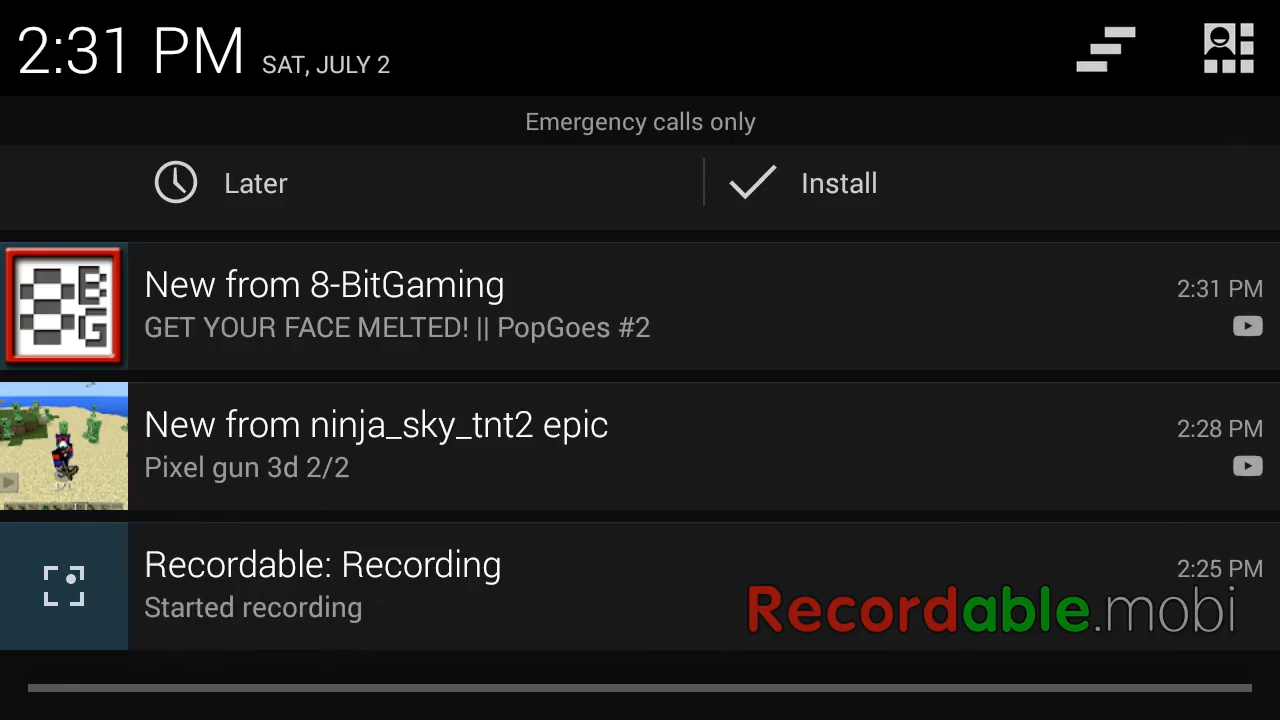 2:31 PM SAT, JULY 2
Emergency calls only
Later Install
BG
New from 8-BitGaming 2:31 PM
GET YOUR FACE MELTED! || PopGoes #2
New from ninja_sky_tnt2 epic 2:28 PM
Pixel gun 3d 2/2
Recordable: Recording 2:25 PM
Started recording
Recordable.mobi